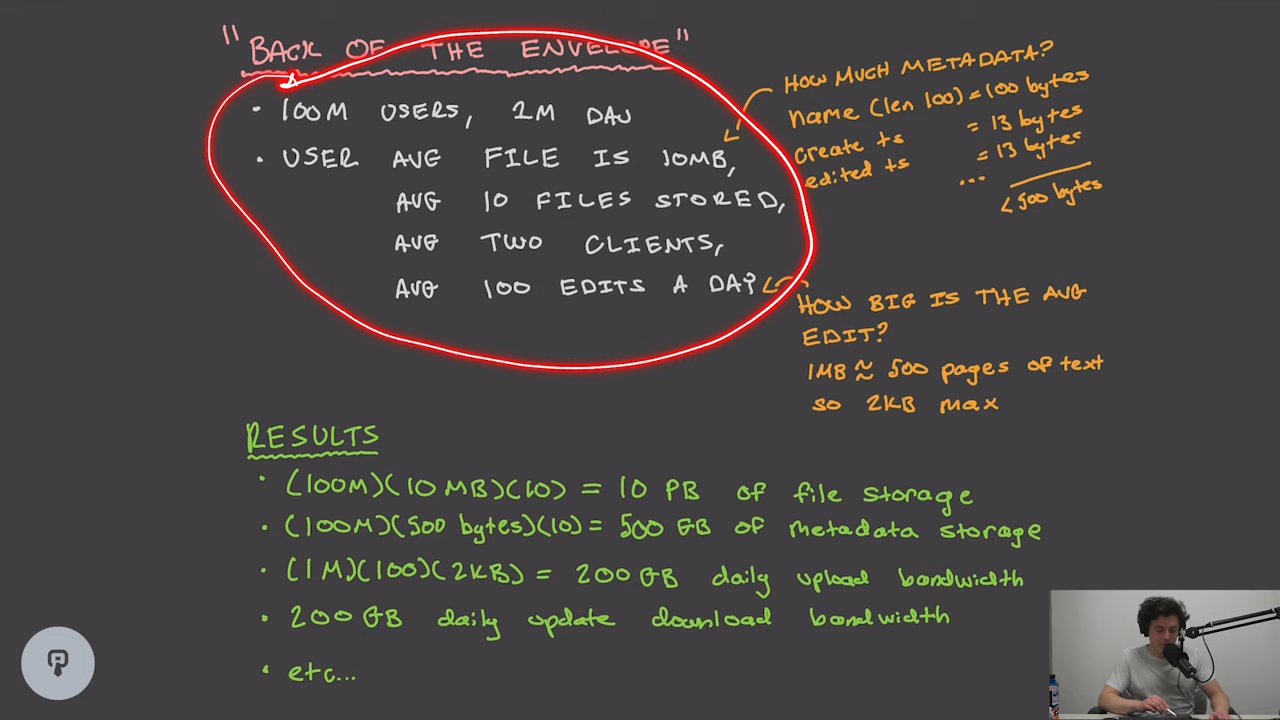 "BACK OF THE ENVELOPE"
• 100M USERS, 2M DAU
• USER AVG FILE IS 10MB,
AVG 10 FILES STORED,
AVG TWO CLIENTS,
AVG 100 EDITS A DAY
HOW MUCH METADATA?
name (len 100) = 100 bytes
create ts = 13 bytes
edited ts = 13 bytes
...
<500 bytes
HOW BIG IS THE AVG
EDIT?
1MB ≈ 500 pages of text
so 2KB max
RESULTS
• (100M)(10 MB)(10) = 10 PB of file storage
• (100M)(500 bytes)(10) = 500 GB of metadata storage
• (1M)(100)(2KB) = 200 GB daily upload bandwidth
• 200 GB daily update download bandwidth
• etc...